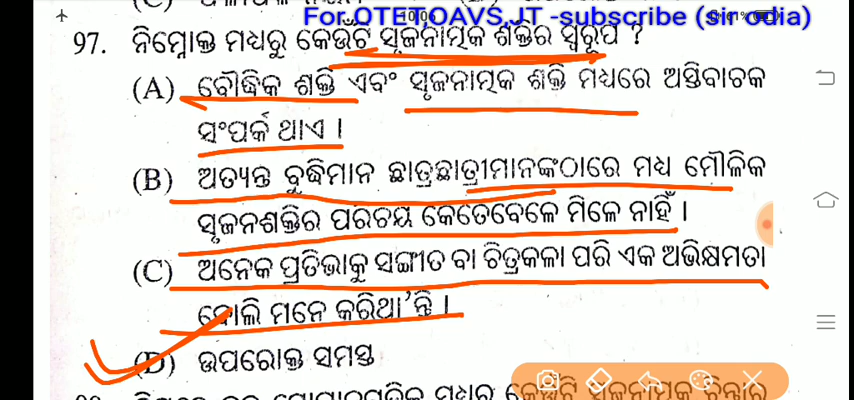 For OTET OAVS,JT -subscribe (sir odia)
97. ନିମ୍ନୋକ୍ତ ମଧ୍ୟରୁ କେଉଁଟି ସୃଜନାତ୍ମକ ଶକ୍ତିର ସ୍ୱରୂପ ?
(A) ବୌଦ୍ଧିକ ଶକ୍ତି ଏବଂ ସୃଜନାତ୍ମକ ଶକ୍ତି ମଧ୍ୟରେ ଅସ୍ତିବାଚକ
ସଂପର୍କ ଥାଏ ।
(B) ଅତ୍ୟନ୍ତ ବୁଦ୍ଧିମାନ ଛାତ୍ରଛାତ୍ରୀମାନଙ୍କଠାରେ ମଧ୍ୟ ମୌଳିକ
ସୃଜନଶକ୍ତିର ପରିଚୟ କେତେବେଳେ ମିଳେ ନାହିଁ ।
(C) ଅନେକ ପ୍ରତିଭାକୁ ସଙ୍ଗୀତ ବା ଚିତ୍ରକଳା ପରି ଏକ ଅଭିକ୍ଷମତା
ବୋଲି ମନେ କରିଥା'ନ୍ତି ।
(D) ଉପରୋକ୍ତ ସମସ୍ତ